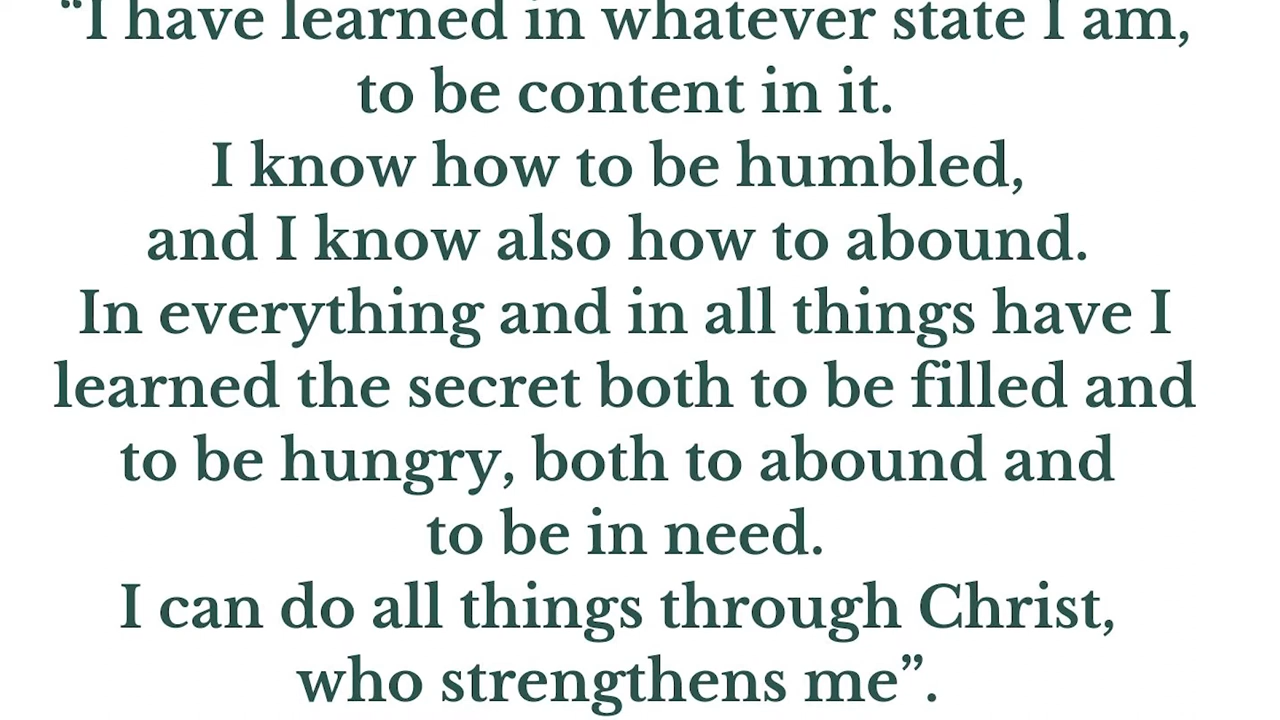 “I have learned in whatever state I am,
to be content in it.
I know how to be humbled,
and I know also how to abound.
In everything and in all things have I
learned the secret both to be filled and
to be hungry, both to abound and
to be in need.
I can do all things through Christ,
who strengthens me”.